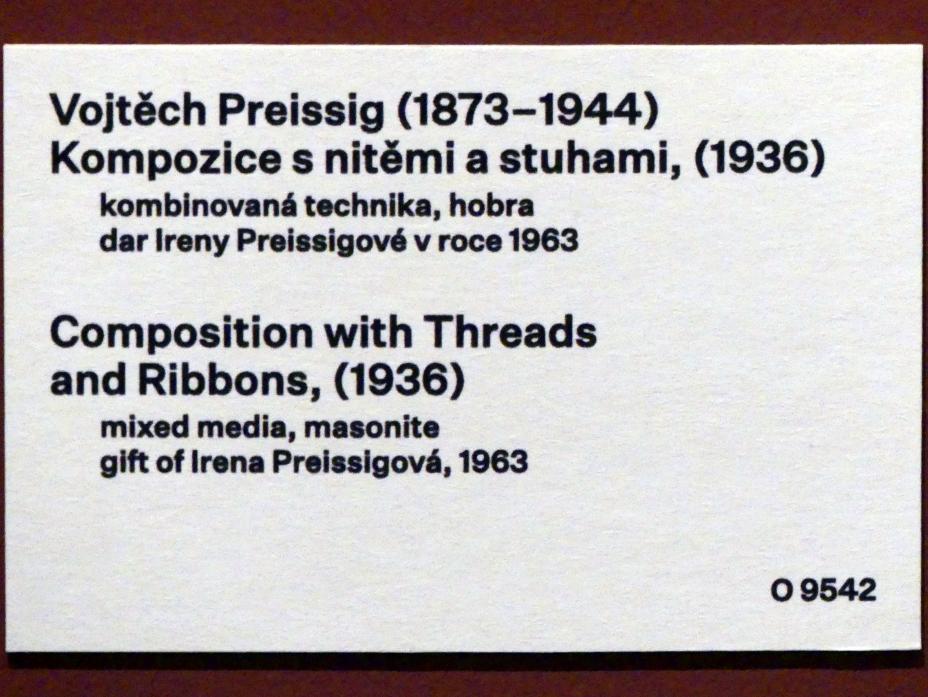 Vojtěch Preissig (1873–1944)
Kompozice s nitěmi a stuhami, (1936)
kombinovaná technika, hobra
dar Ireny Preissigové v roce 1963
Composition with Threads
and Ribbons, (1936)
mixed media, masonite
gift of Irena Preissigová, 1963
O 9542